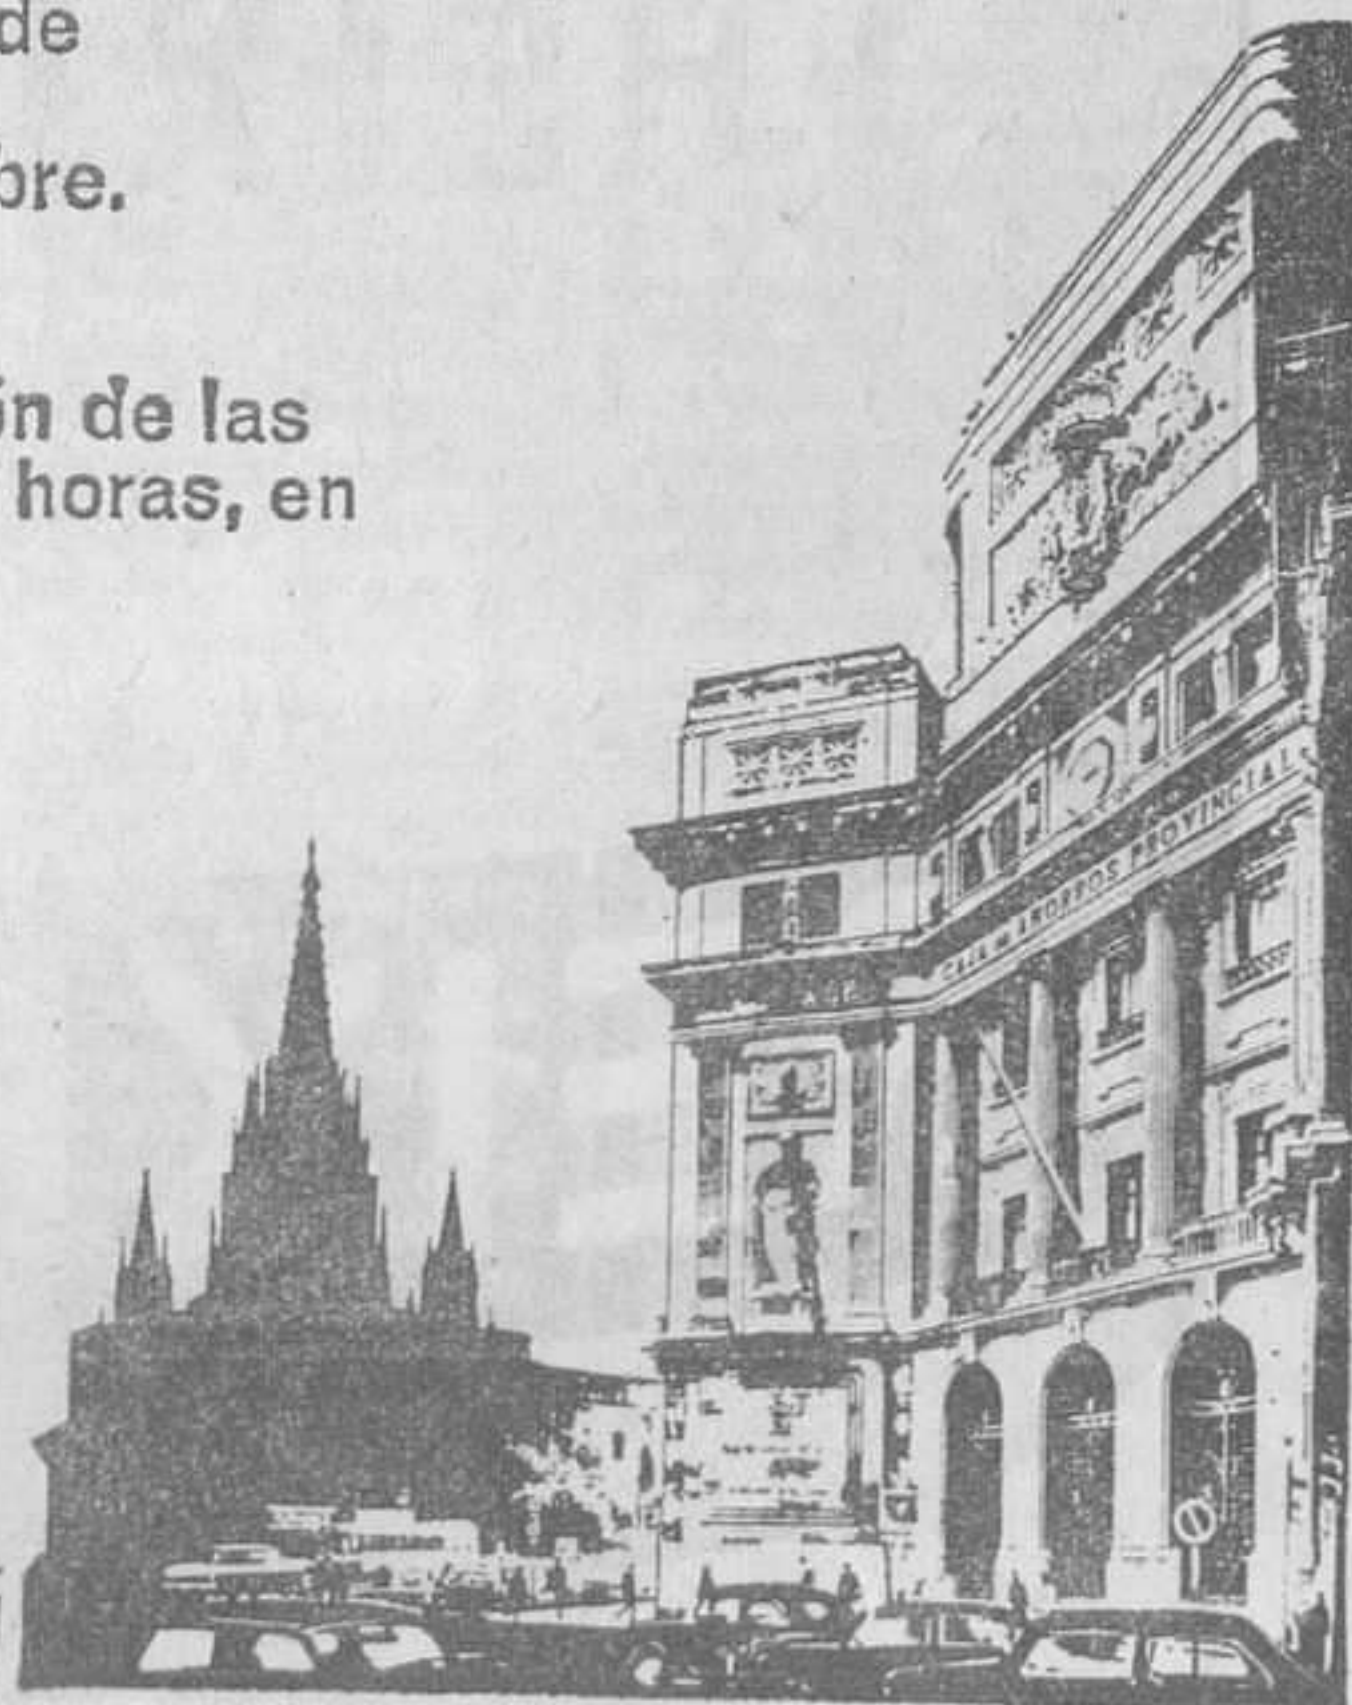 de
bre.
ón de las
horas, en
CAJA DE AHORROS PROVINCIAL